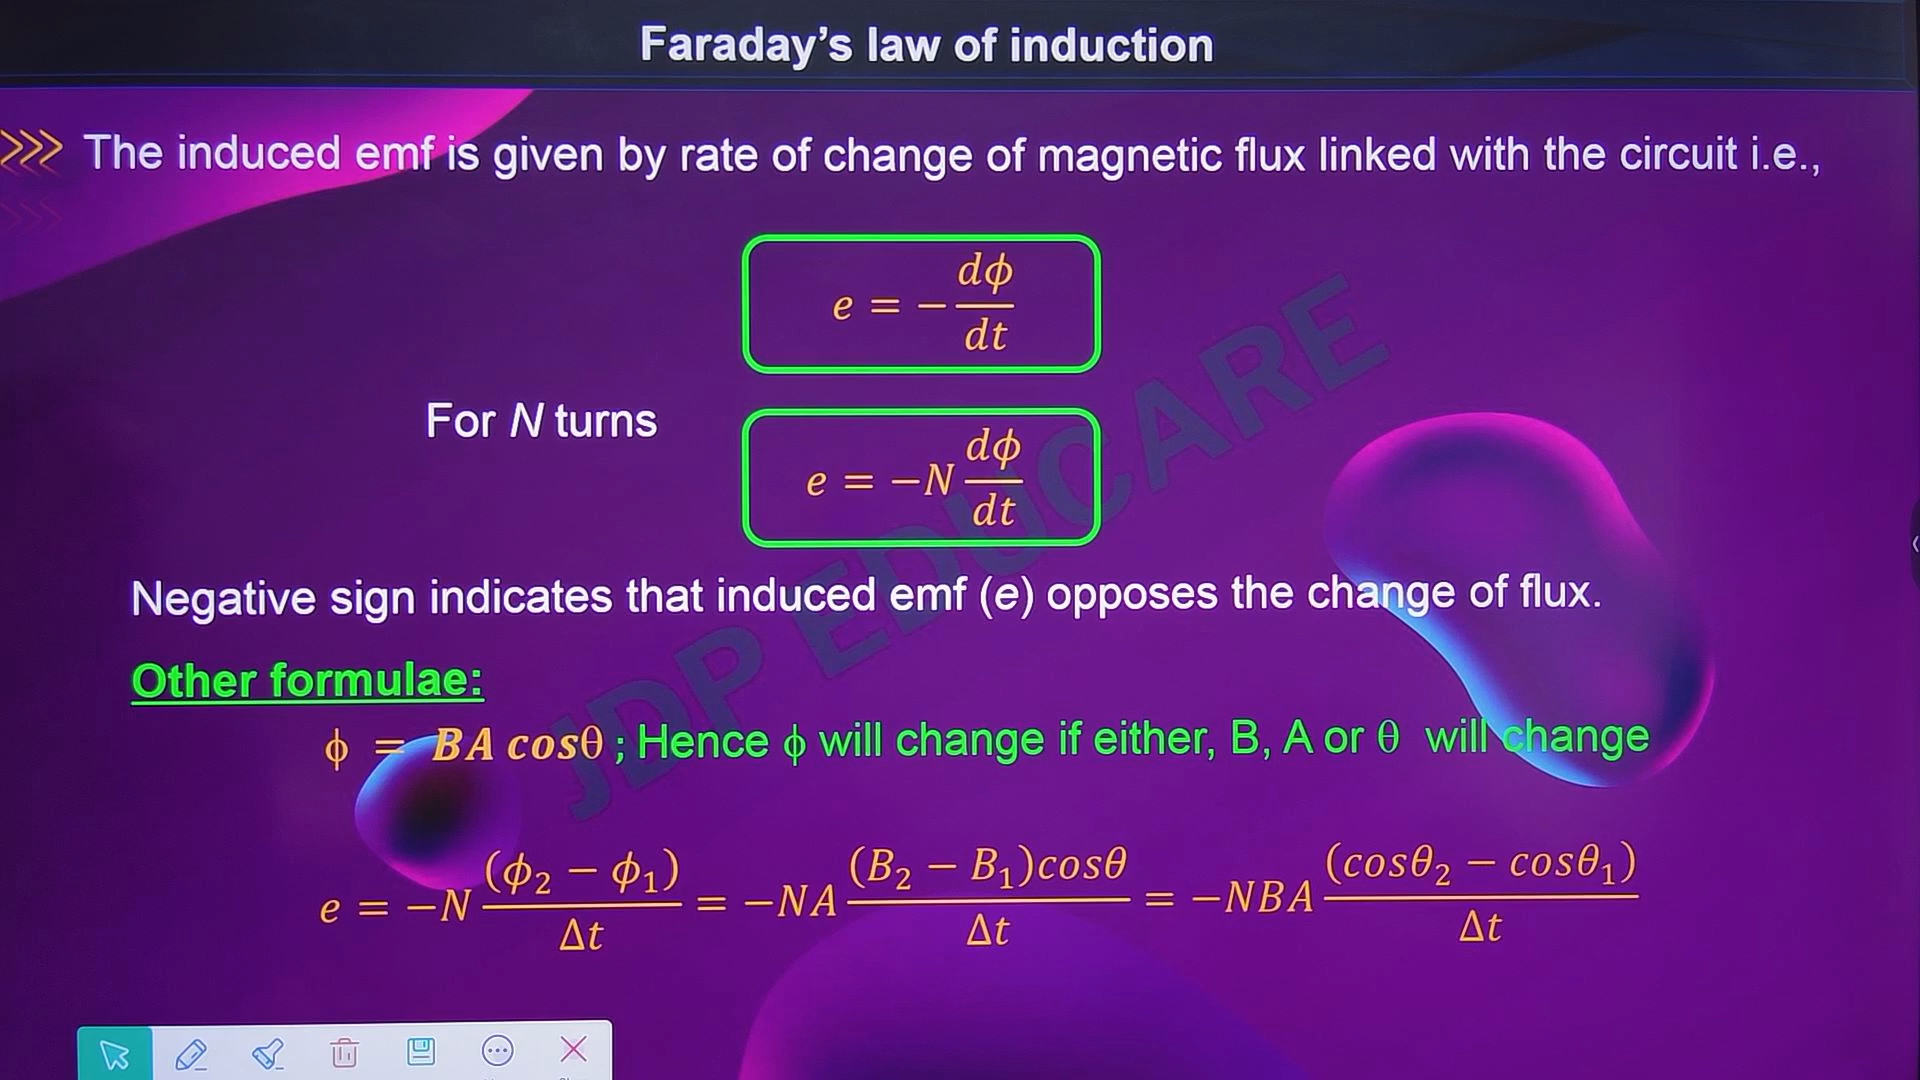 Faraday’s law of induction
The induced emf is given by rate of change of magnetic flux linked with the circuit i.e.,
e = −dϕ/dt
For N turns
e = −N dϕ/dt
Negative sign indicates that induced emf (e) opposes the change of flux.
Other formulae:
ϕ = BA cosθ ; Hence ϕ will change if either, B, A or θ will change
e = −N (ϕ₂ − ϕ₁)/Δt = −NA (B₂ − B₁)cosθ/Δt = −NBA (cosθ₂ − cosθ₁)/Δt
JDP EDUCARE